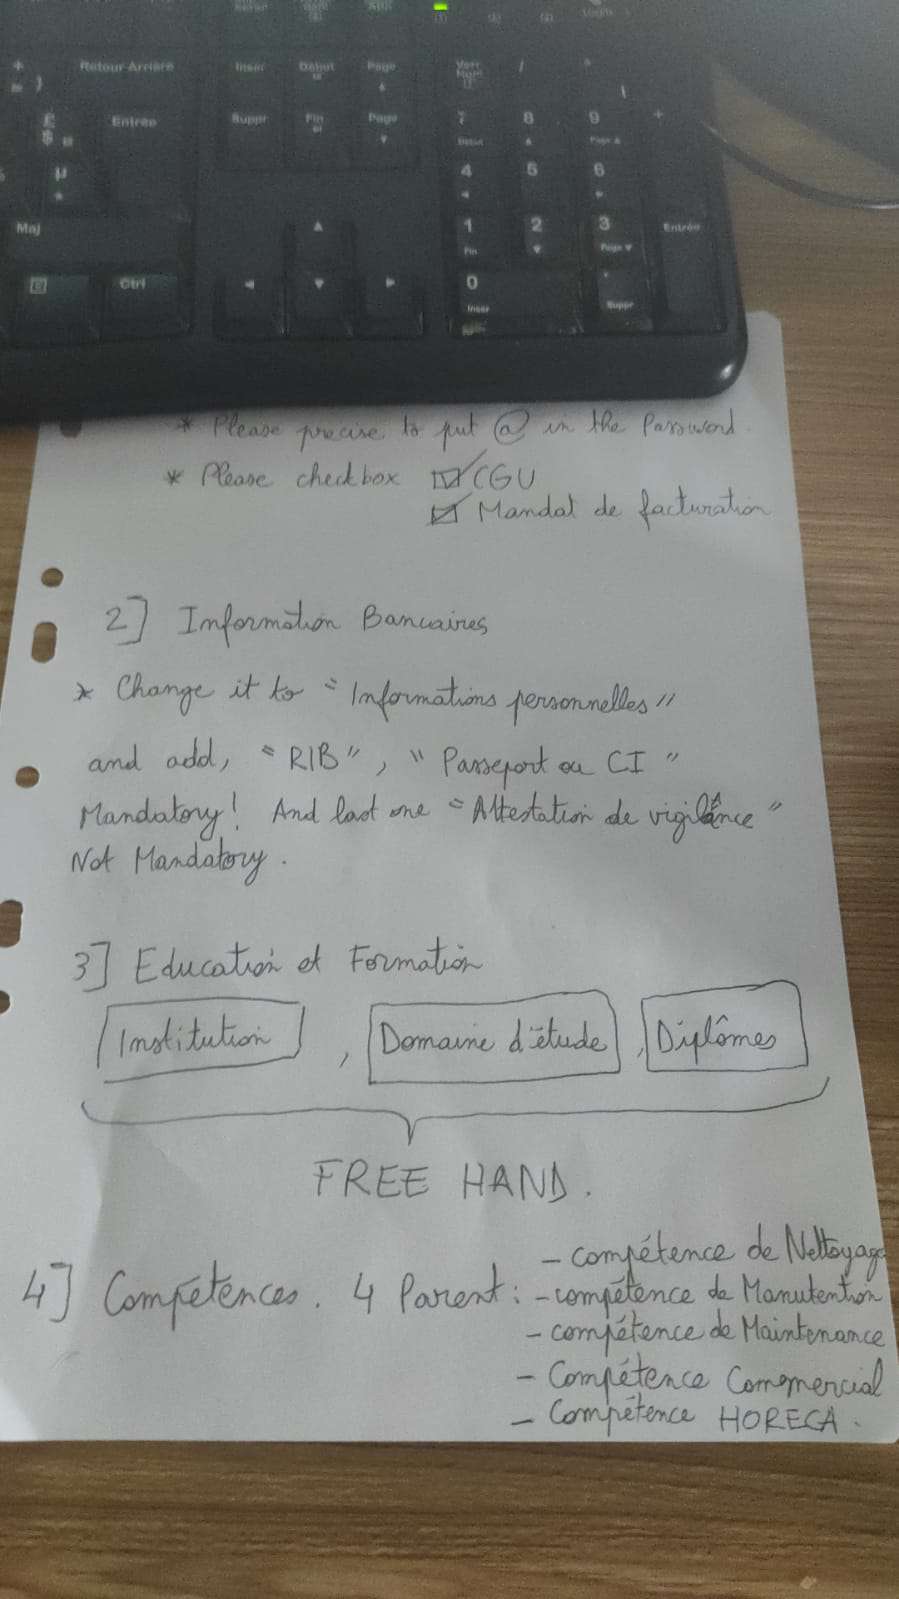 Retour Arrière
Inser
Début
Page
Entrée
Suppr
Fin
Page
7
8
9
+
4
5
6
Maj
1
2
3
Entrée
Fin
Page
Ctrl
0
Inser
Suppr
* Please precise to put @ in the Password.
* Please checkbox ☑ CGU
☑ Mandat de facturation
2] Information Bancaires
* Change it to "Informations personnelles"
and add, "RIB", "Passeport ou CI"
Mandatory! And last one "Attestation de vigilance"
Not Mandatory.
3] Education et Formation
Institution, Domaine d'étude, Diplômes
FREE HAND.
4] Compétences. 4 Parent:
- compétence de Nettoyage
- compétence de Manutention
- compétence de Maintenance
- Compétence Commercial
- Compétence HORECA.